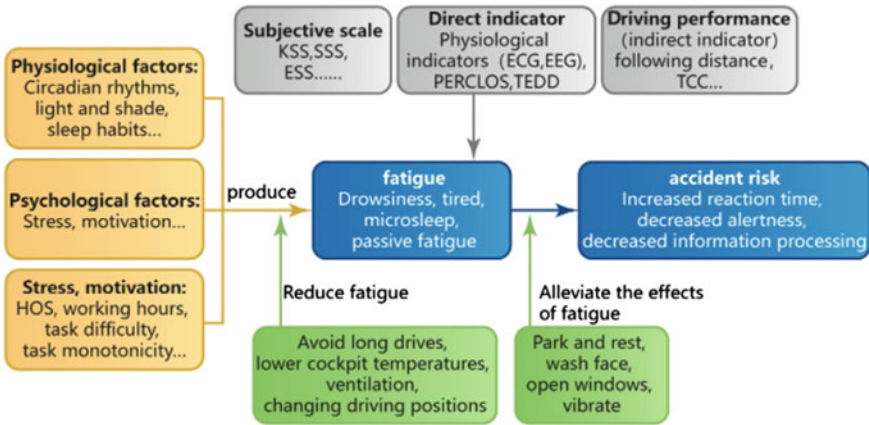 Subjective scale
KSS,SSS,
ESS......
Direct indicator
Physiological
indicators (ECG,EEG),
PERCLOS,TEDD
Driving performance
(indirect indicator)
following distance,
TCC...
Physiological factors:
Circadian rhythms,
light and shade,
sleep habits...
Psychological factors:
Stress, motivation...
Stress, motivation:
HOS, working hours,
task difficulty,
task monotonicity...
produce
fatigue
Drowsiness, tired,
microsleep,
passive fatigue
accident risk
Increased reaction time,
decreased alertness,
decreased information processing
Reduce fatigue
Alleviate the effects
of fatigue
Avoid long drives,
lower cockpit temperatures,
ventilation,
changing driving positions
Park and rest,
wash face,
open windows,
vibrate